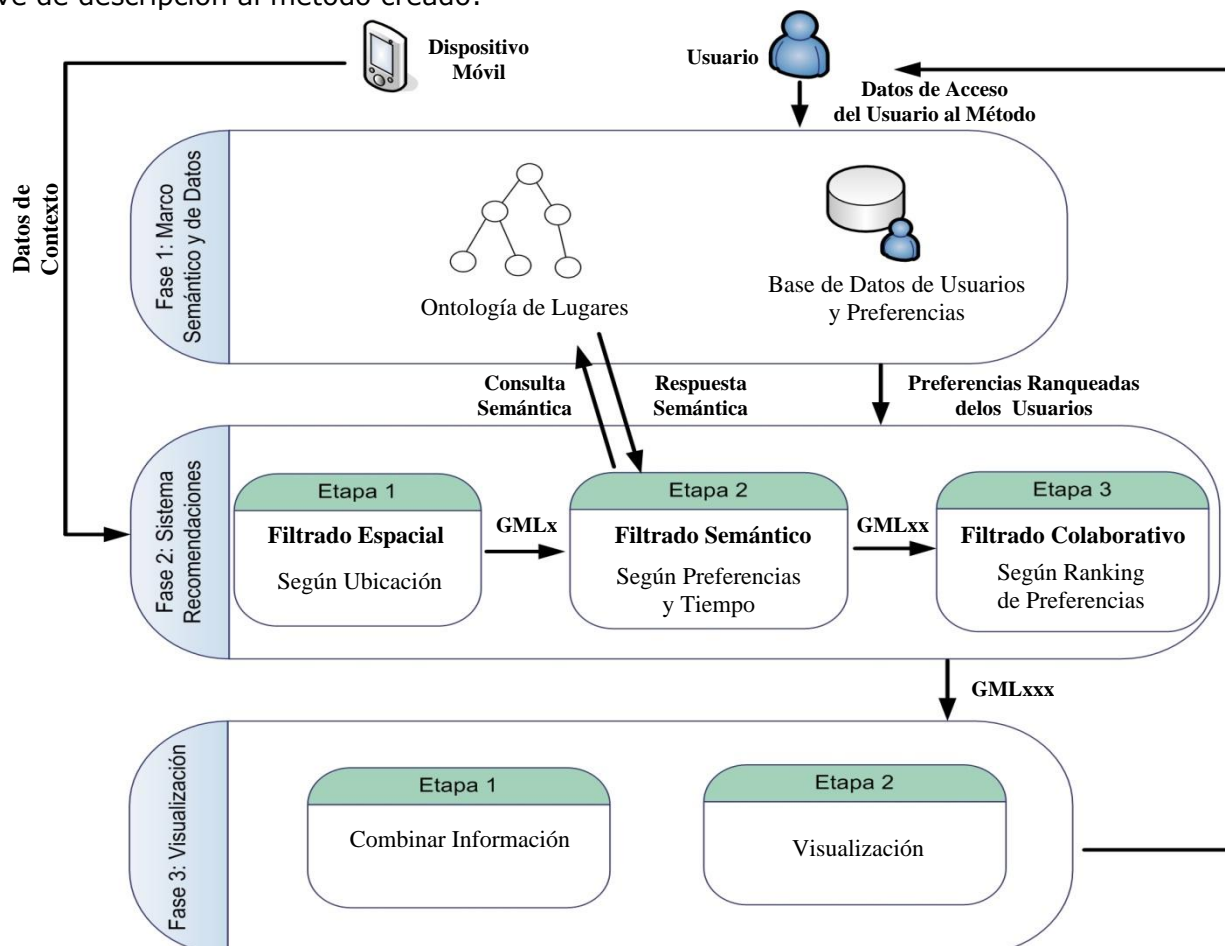 ve de descripción al método creado.
Dispositivo
Móvil
Usuario
Datos de Acceso
del Usuario al Método
Datos de
Contexto
Fase 1: Marco
Semántico y de Datos
Ontología de Lugares
Base de Datos de Usuarios
y Preferencias
Consulta
Semántica
Respuesta
Semántica
Preferencias Ranqueadas
delos Usuarios
Fase 2: Sistema
Recomendaciones
Etapa 1
Filtrado Espacial
Según Ubicación
GMLx
Etapa 2
Filtrado Semántico
Según Preferencias
y Tiempo
GMLxx
Etapa 3
Filtrado Colaborativo
Según Ranking
de Preferencias
GMLxxx
Fase 3: Visualización
Etapa 1
Combinar Información
Etapa 2
Visualización